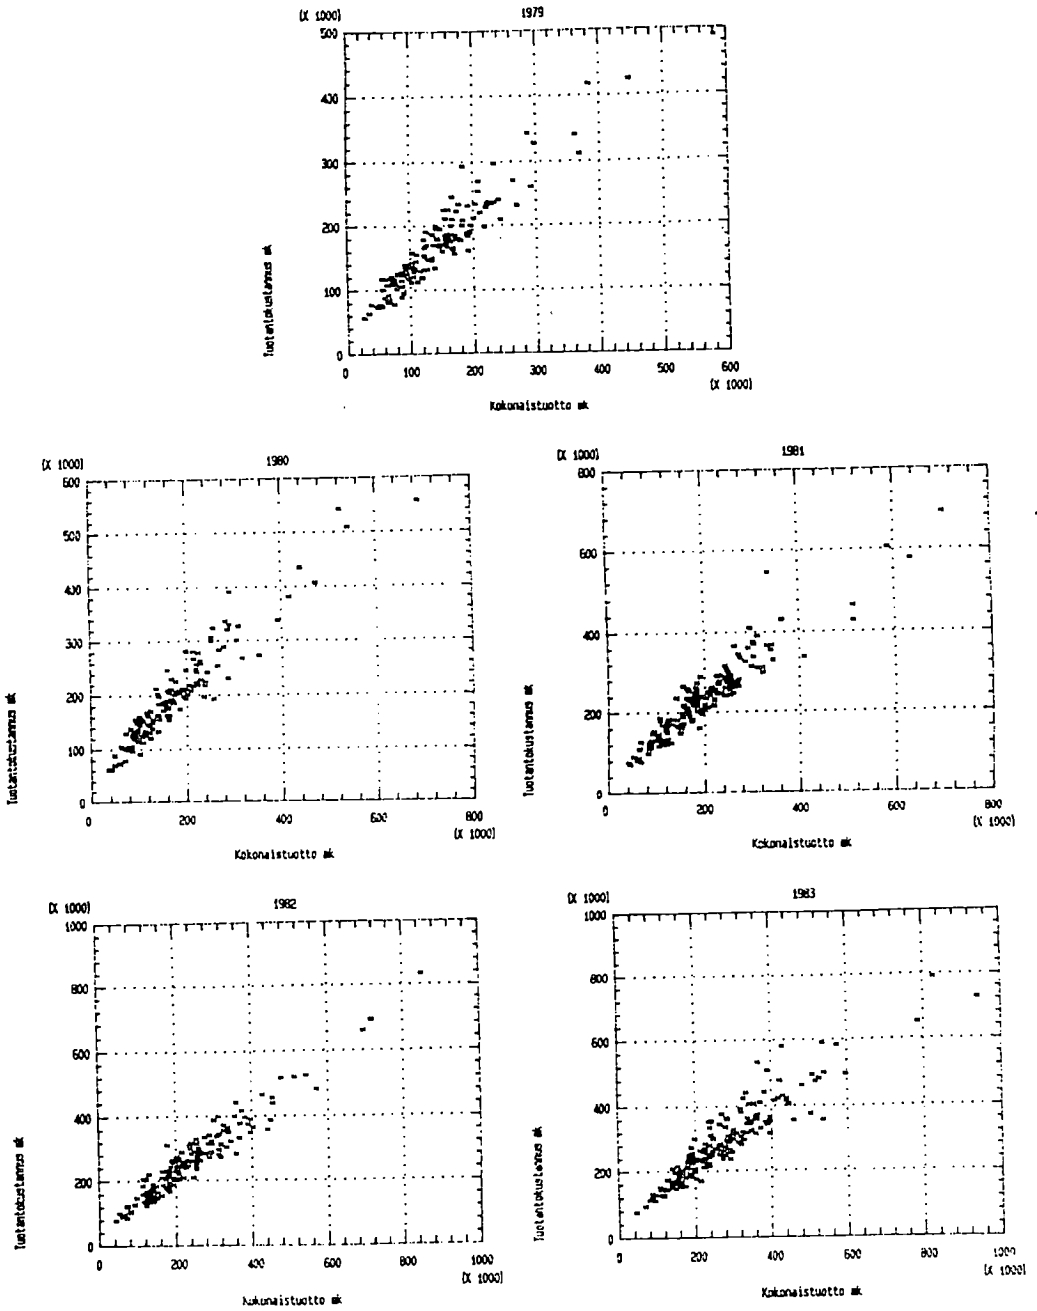 (X 1000)
1979
500
400
300
200
100
0
Tuotantokustannus mk
0 100 200 300 400 500 600
(X 1000)
Kokonaistuotto mk
(X 1000)
1980
600
500
400
300
200
100
0
Tuotantokustannus mk
0 200 400 600 800
(X 1000)
Kokonaistuotto mk
(X 1000)
1981
800
600
400
200
0
Tuotantokustannus mk
0 200 400 600 800
(X 1000)
Kokonaistuotto mk
(X 1000)
1982
1000
800
600
400
200
0
Tuotantokustannus mk
0 200 400 600 800 1000
(X 1000)
Kokonaistuotto mk
(X 1000)
1983
1000
800
600
400
200
0
Tuotantokustannus mk
0 200 400 600 800 1000
(X 1000)
Kokonaistuotto mk